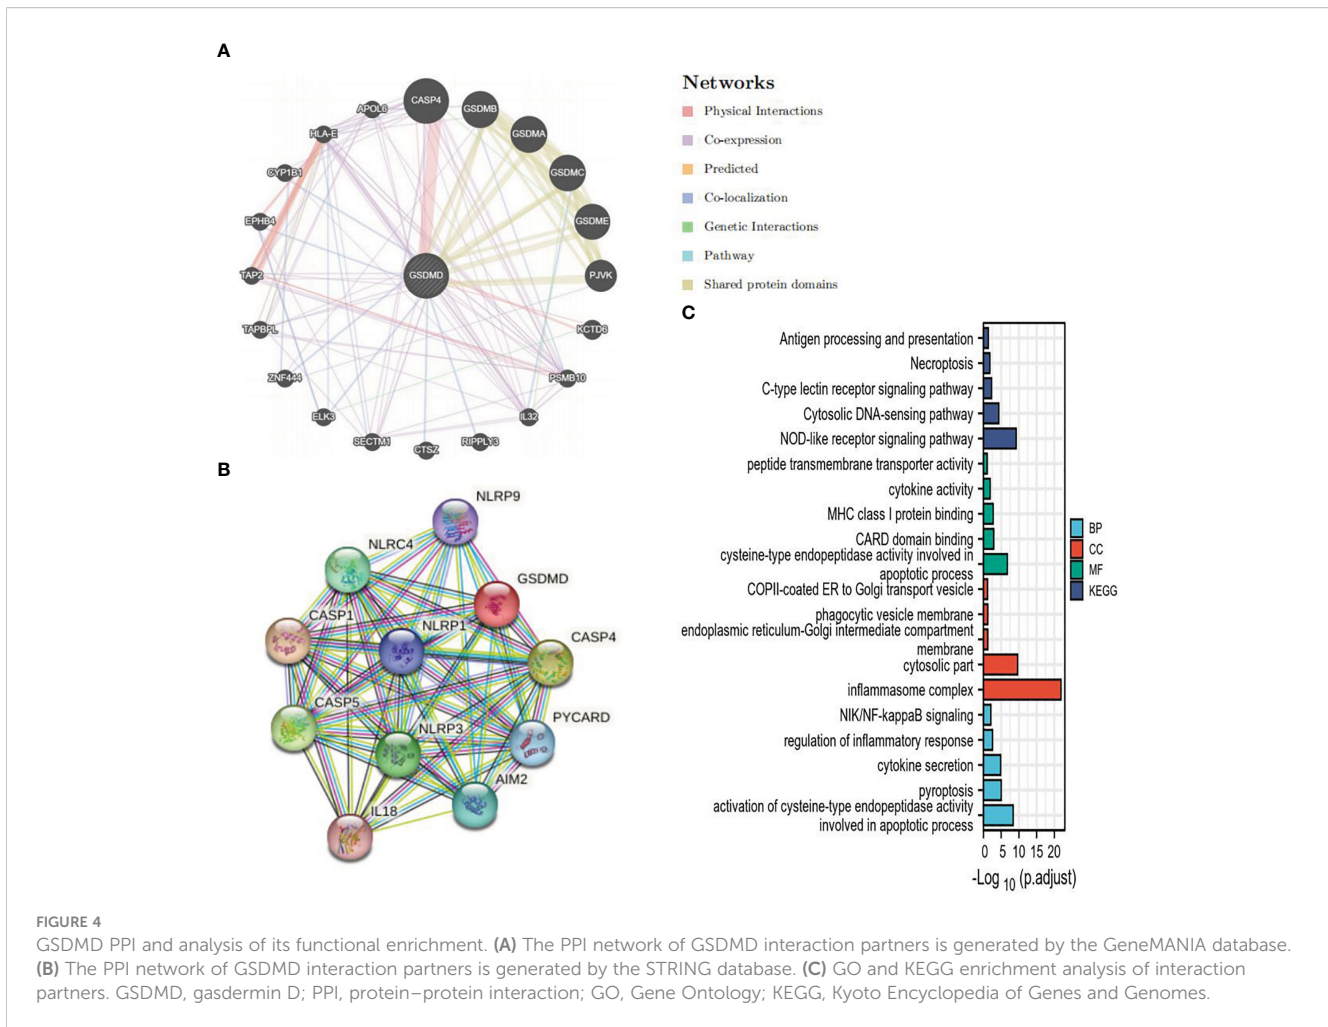 A
CASP4
GSDMB
APOL6
GSDMA
HLA-E
GSDMC
CYP1B1
EPHB4
GSDME
TAP2
GSDMD
PJVK
TAPBPL
KCTD6
ZNF444
PSMB10
ELK3
IL32
SECTM1
CTSZ
RIPPLY3
Networks
Physical Interactions
Co-expression
Predicted
Co-localization
Genetic Interactions
Pathway
Shared protein domains
B
NLRP9
NLRC4
GSDMD
CASP1
NLRP1
CASP4
CASP5
NLRP3
PYCARD
AIM2
IL18
C
Antigen processing and presentation
Necroptosis
C-type lectin receptor signaling pathway
Cytosolic DNA-sensing pathway
NOD-like receptor signaling pathway
peptide transmembrane transporter activity
cytokine activity
MHC class I protein binding
CARD domain binding
cysteine-type endopeptidase activity involved in
apoptotic process
COPII-coated ER to Golgi transport vesicle
phagocytic vesicle membrane
endoplasmic reticulum-Golgi intermediate compartment
membrane
cytosolic part
inflammasome complex
NIK/NF-kappaB signaling
regulation of inflammatory response
cytokine secretion
pyroptosis
activation of cysteine-type endopeptidase activity
involved in apoptotic process
0 5 10 15 20
-Log 10 (p.adjust)
BP
CC
MF
KEGG
FIGURE 4
GSDMD PPI and analysis of its functional enrichment. (A) The PPI network of GSDMD interaction partners is generated by the GeneMANIA database.
(B) The PPI network of GSDMD interaction partners is generated by the STRING database. (C) GO and KEGG enrichment analysis of interaction
partners. GSDMD, gasdermin D; PPI, protein–protein interaction; GO, Gene Ontology; KEGG, Kyoto Encyclopedia of Genes and Genomes.